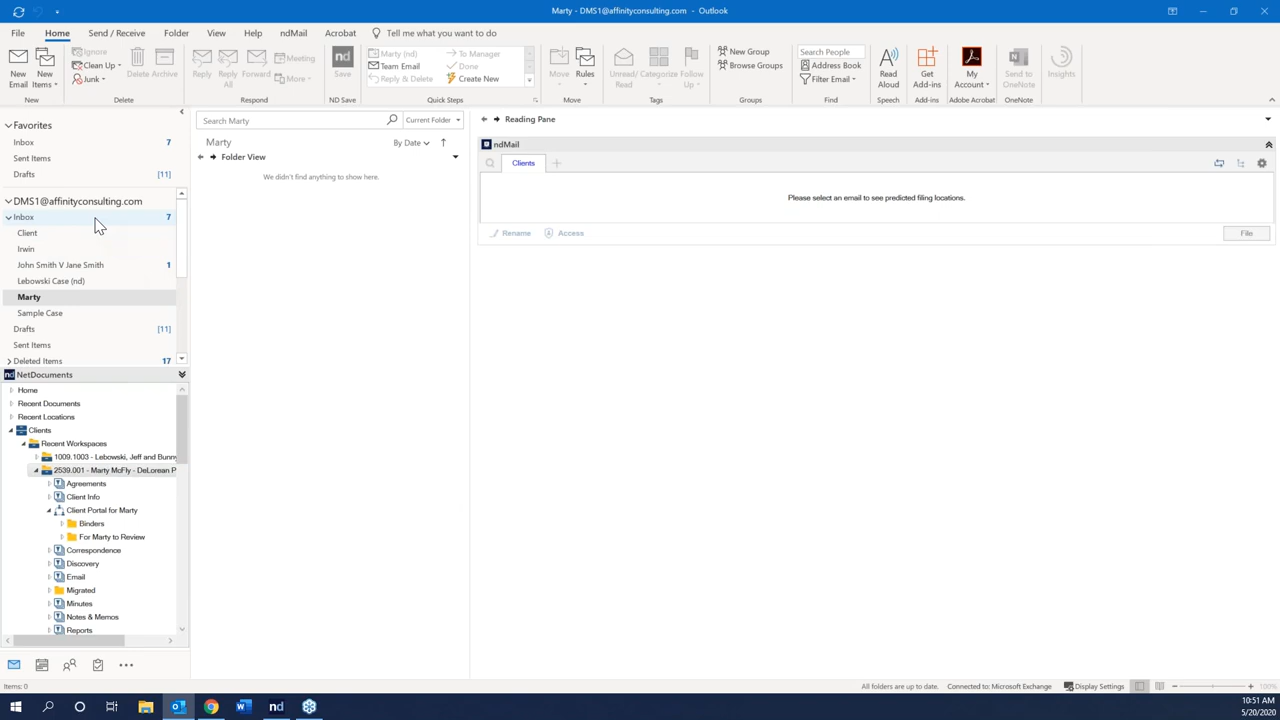 Marty - DMS1@affinityconsulting.com - Outlook
File Home Send / Receive Folder View Help ndMail Acrobat Tell me what you want to do
New Email
New Items
Ignore
Clean Up
Junk
Delete
Archive
Reply
Reply All
Forward
Meeting
More
Save
Marty (nd)
Team Email
Reply & Delete
To Manager
Done
Create New
Move
Rules
Unread/ Read
Categorize
Follow Up
New Group
Browse Groups
Search People
Address Book
Filter Email
Read Aloud
Get Add-ins
My Account
Send to OneNote
Insights
New Delete Respond ND Save Quick Steps Move Tags Groups Find Speech Add-ins Adobe Acrobat OneNote
Favorites
Inbox 7
Sent Items
Drafts [11]
DMS1@affinityconsulting.com
Inbox 7
Client
Irwin
John Smith V Jane Smith 1
Lebowski Case (nd)
Marty
Sample Case
Drafts [11]
Sent Items
Deleted Items 17
nd NetDocuments
Home
Recent Documents
Recent Locations
Clients
Recent Workspaces
1009.1003 - Lebowski, Jeff and Bunny
2539.001 - Marty McFly - DeLorean P
Agreements
Client Info
Client Portal for Marty
Binders
For Marty to Review
Correspondence
Discovery
Email
Migrated
Minutes
Notes & Memos
Reports
Search Marty Current Folder
Marty By Date
Folder View
We didn't find anything to show here.
Reading Pane
ndMail
Clients
Please select an email to see predicted filing locations.
Rename Access File
Items: 0 All folders are up to date. Connected to: Microsoft Exchange Display Settings 100%
10:51 AM
5/20/2020